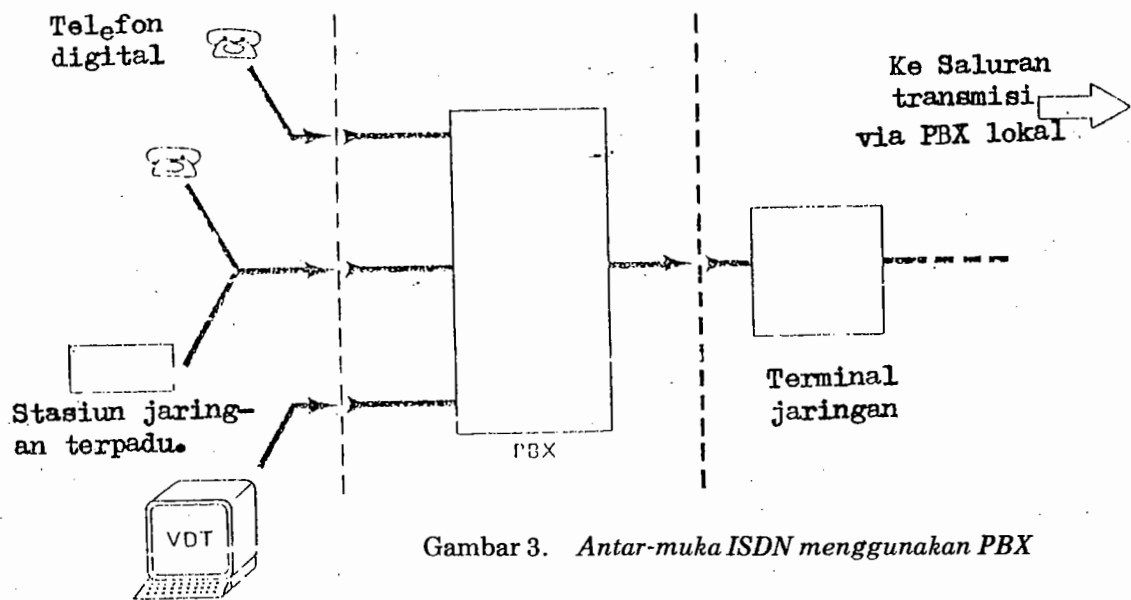 Telefon
digital
Ke Saluran
transmisi
via PBX lokal
Terminal
jaringan
Stasiun jaring-
an terpadu.
PBX
VDT
Gambar 3. Antar-muka ISDN menggunakan PBX